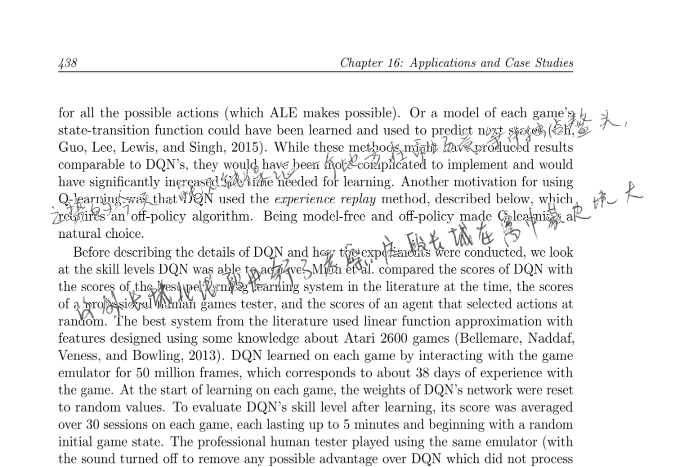 438
Chapter 16: Applications and Case Studies
for all the possible actions (which ALE makes possible). Or a model of each game's
state-transition function could have been learned and used to predict next states (Oh,
Guo, Lee, Lewis, and Singh, 2015). While these methods might have produced results
comparable to DQN's, they would have been more complicated to implement and would
have significantly increased the time needed for learning. Another motivation for using
Q-learning was that DQN used the experience replay method, described below, which
requires an off-policy algorithm. Being model-free and off-policy made Q-learning a
natural choice.
Before describing the details of DQN and how the experiments were conducted, we look
at the skill levels DQN was able to achieve. Mnih et al. compared the scores of DQN with
the scores of the best performing learning system in the literature at the time, the scores
of a professional human games tester, and the scores of an agent that selected actions at
random. The best system from the literature used linear function approximation with
features designed using some knowledge about Atari 2600 games (Bellemare, Naddaf,
Veness, and Bowling, 2013). DQN learned on each game by interacting with the game
emulator for 50 million frames, which corresponds to about 38 days of experience with
the game. At the start of learning on each game, the weights of DQN's network were reset
to random values. To evaluate DQN's skill level after learning, its score was averaged
over 30 sessions on each game, each lasting up to 5 minutes and beginning with a random
initial game state. The professional human tester played using the same emulator (with
the sound turned off to remove any possible advantage over DQN which did not process
段长城在蒙中蒙边境大